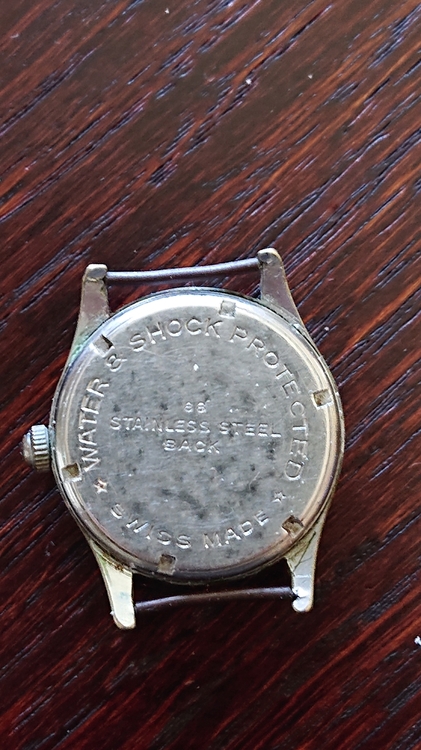 WATER & SHOCK PROTECTED
STAINLESS STEEL
BACK
★ SWISS MADE ★